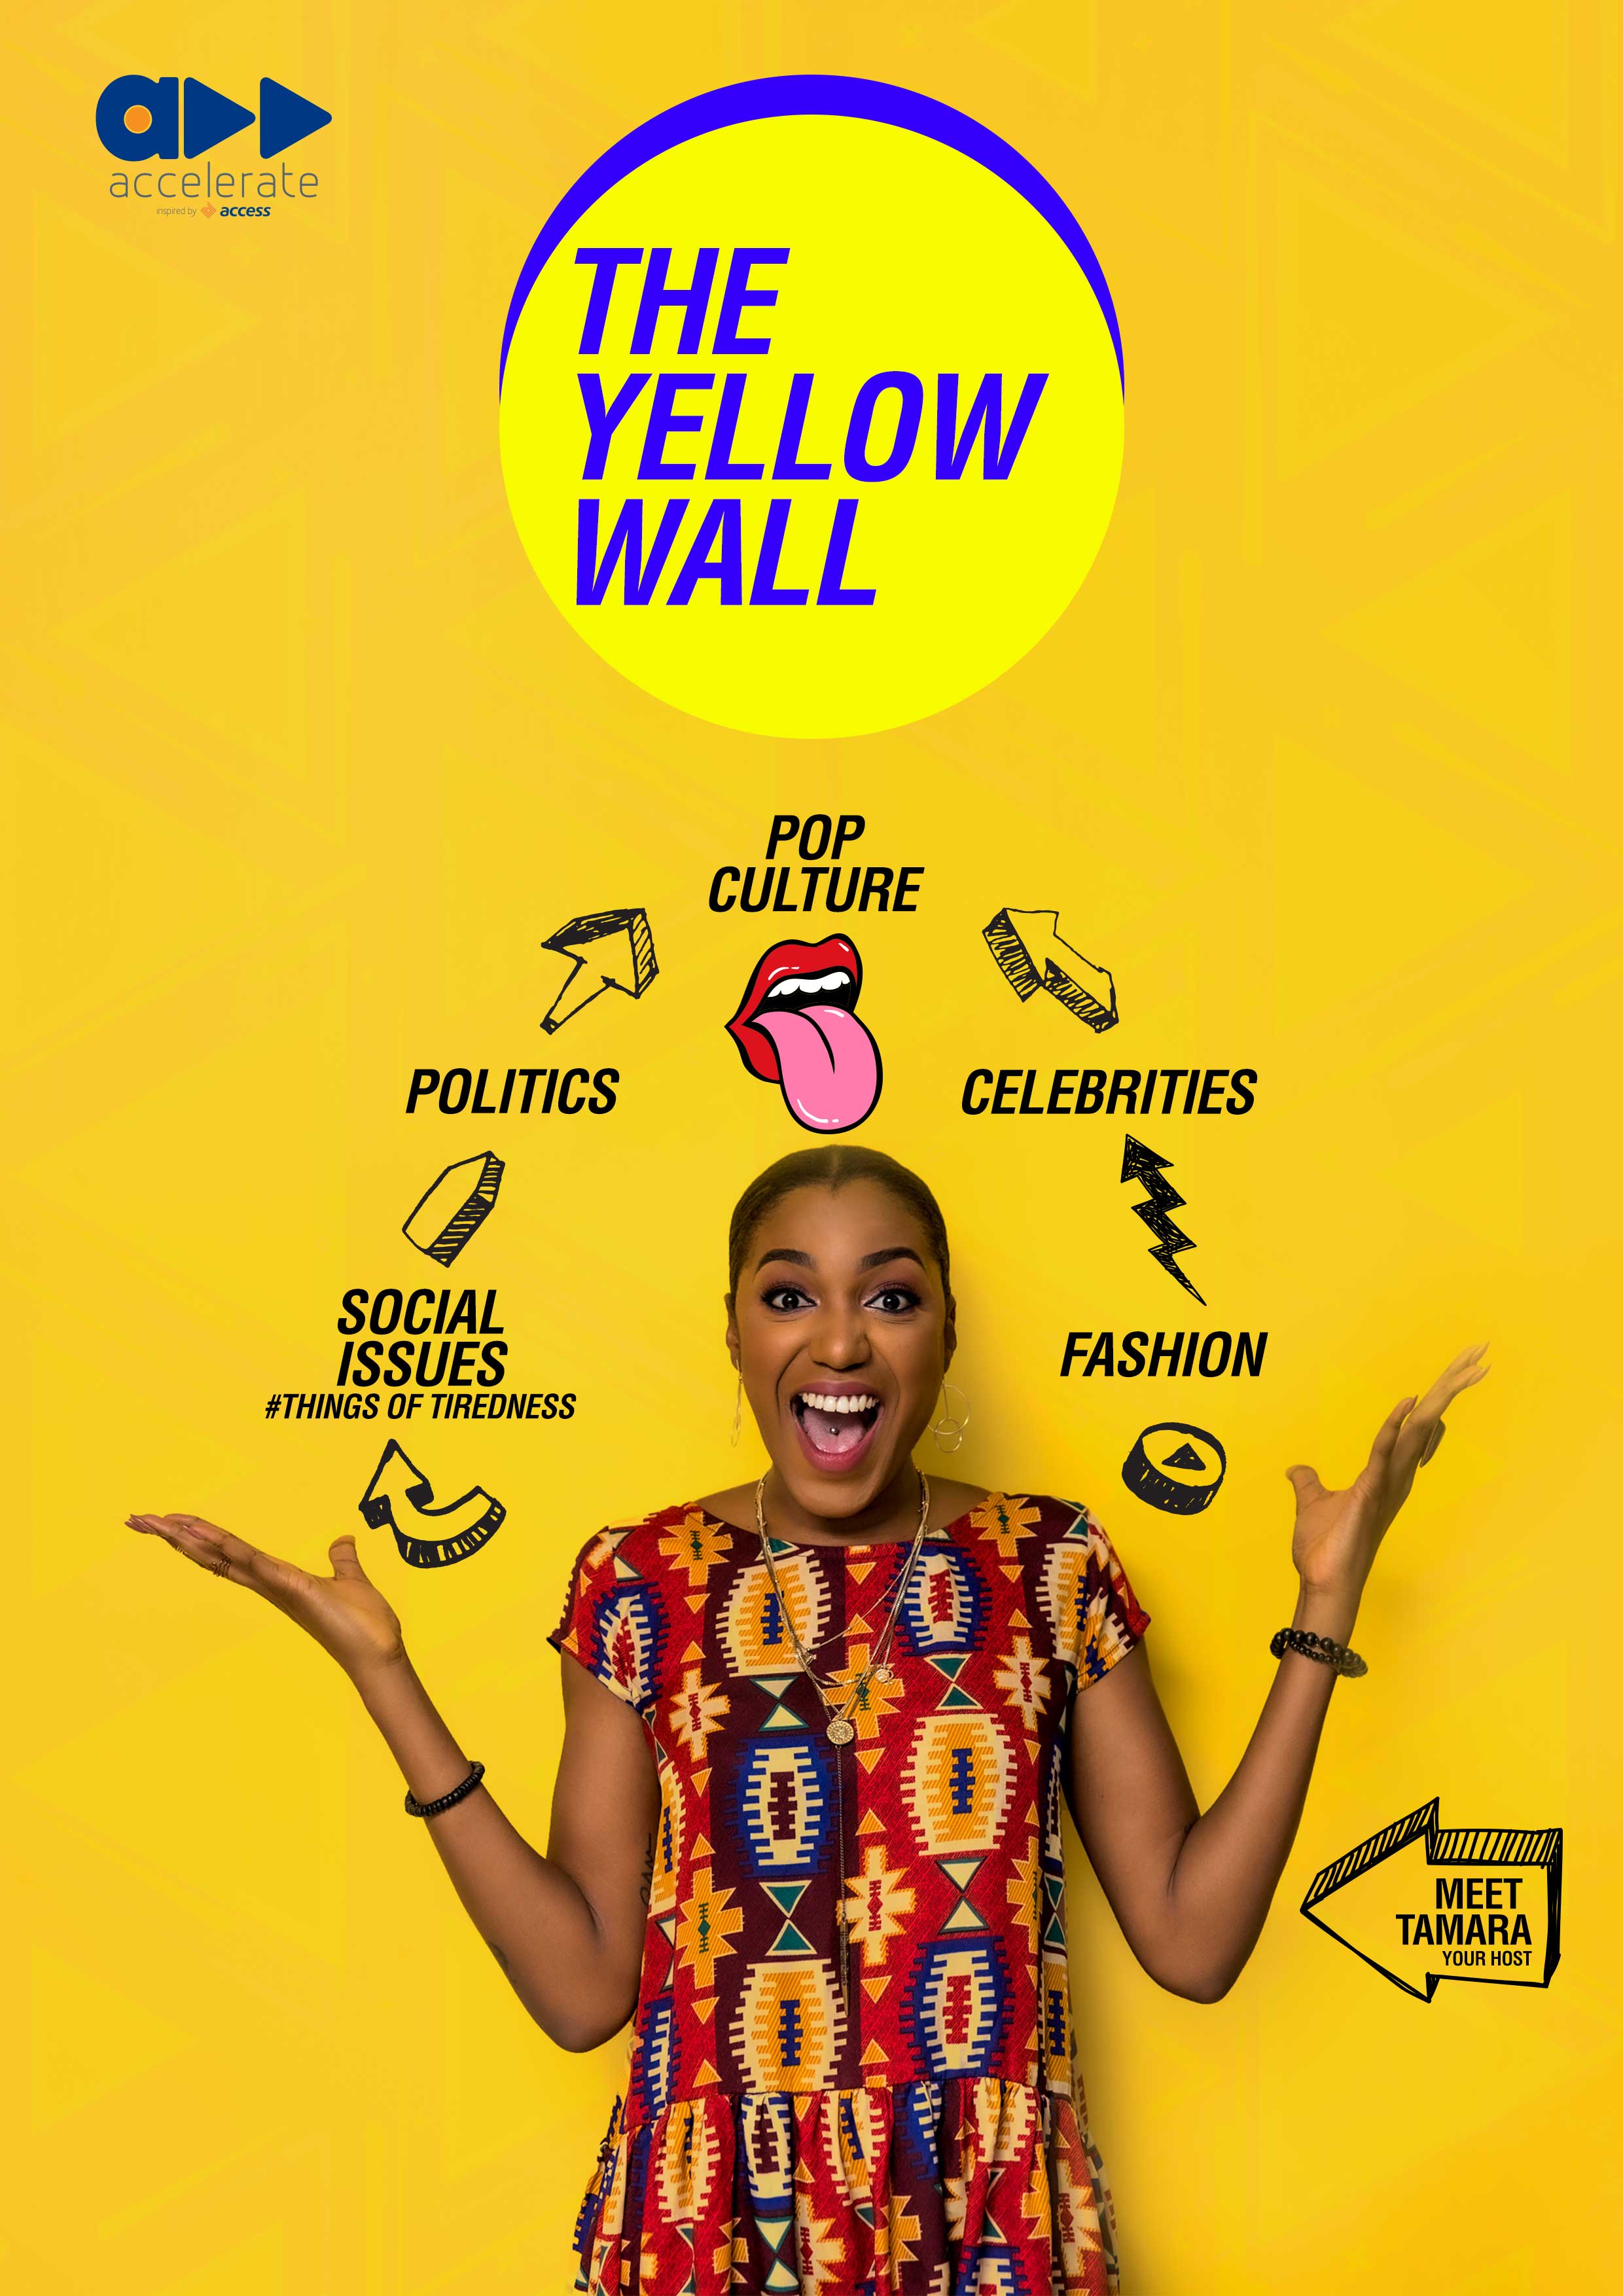 accelerate
inspired by access
THE
YELLOW
WALL
POP
CULTURE
POLITICS
CELEBRITIES
SOCIAL
ISSUES
#THINGS OF TIREDNESS
FASHION
MEET
TAMARA
YOUR HOST